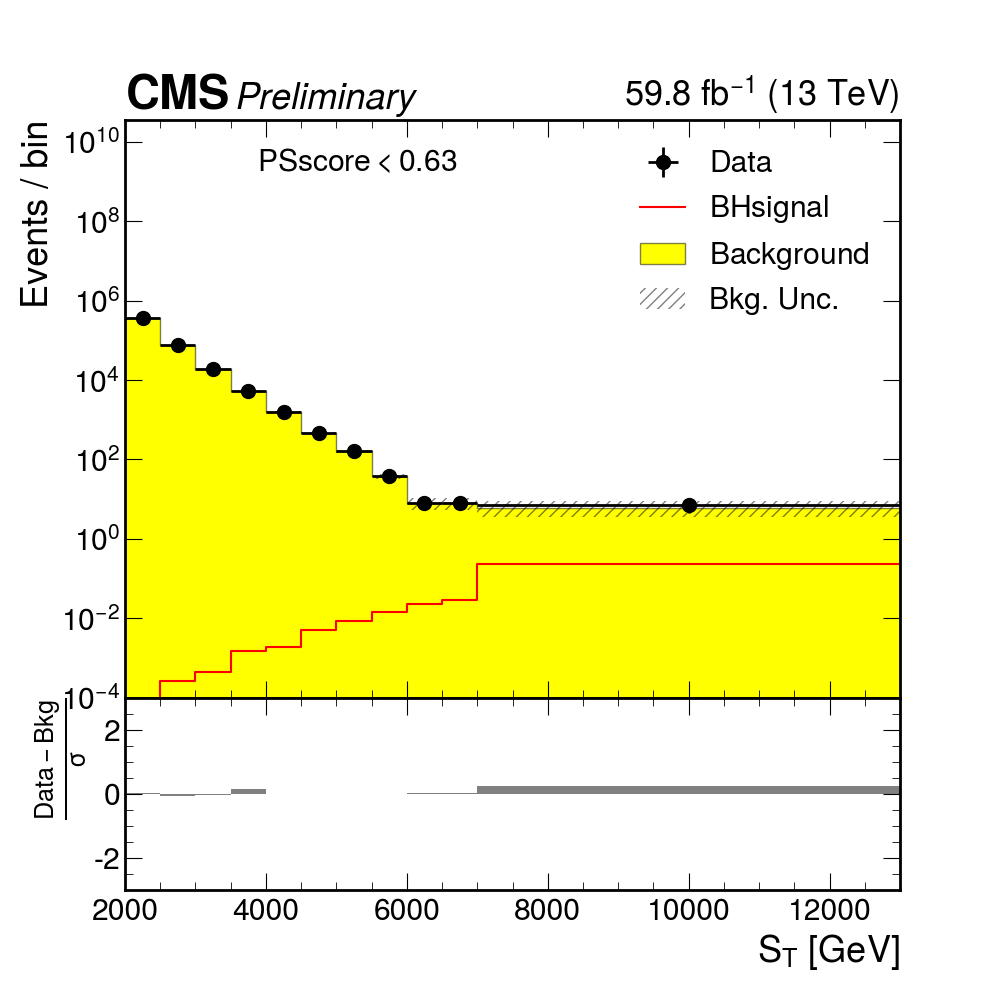 CMS Preliminary
59.8 fb⁻¹ (13 TeV)
Events / bin
PSscore < 0.63
Data
BHsignal
Background
Bkg. Unc.
10¹⁰
10⁸
10⁶
10⁴
10²
10⁰
10⁻²
10⁻⁴
Data – Bkg
σ
2
0
-2
2000 4000 6000 8000 10000 12000
S_T [GeV]